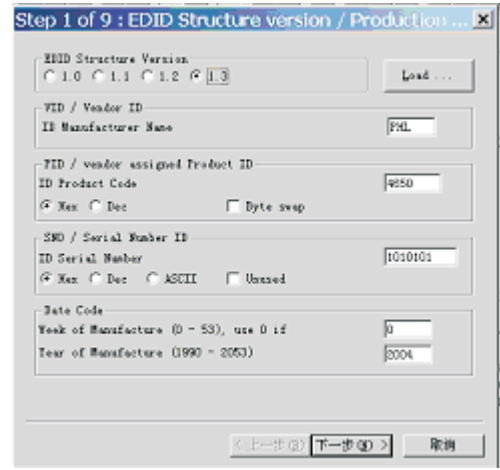 Step 1 of 9 : EDID Structure version / Production ...
EDID Structure Version
1.0 1.1 1.2 1.3
Load ...
VID / Vendor ID
ID Manufacturer Name
PHL
PID / vendor assigned Product ID
ID Product Code
4650
Hex Dec Byte swap
SNO / Serial Number ID
ID Serial Number
1010101
Hex Dec ASCII Unused
Date Code
Week of Manufacture (0 - 53), use 0 if
0
Year of Manufacture (1990 - 2053)
2004
< 上一步(B) 下一步(N) > 取消